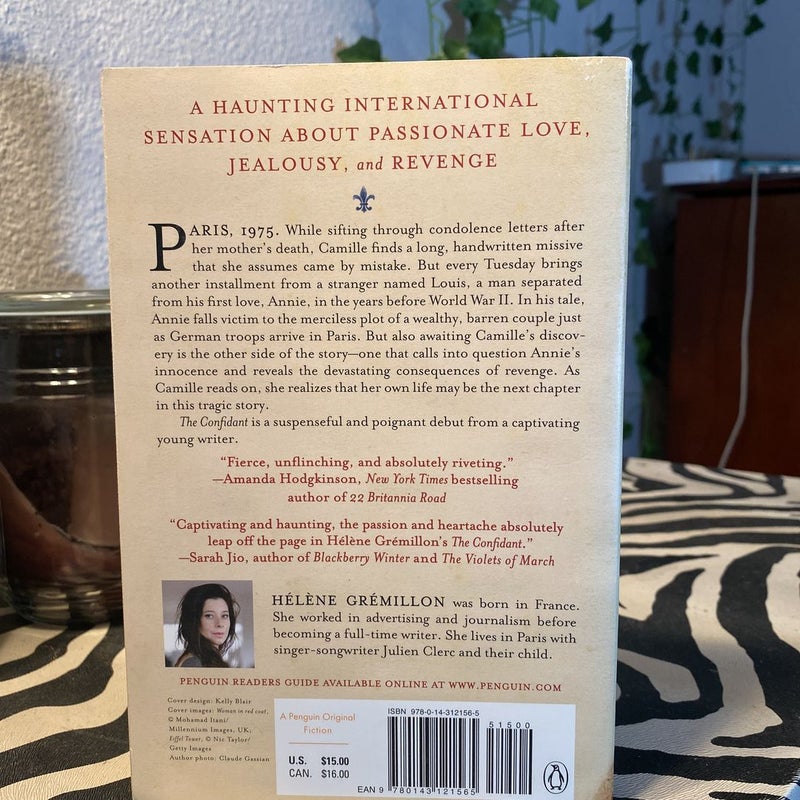 A HAUNTING INTERNATIONAL
SENSATION ABOUT PASSIONATE LOVE,
JEALOUSY, and REVENGE
PARIS, 1975. While sifting through condolence letters after
her mother's death, Camille finds a long, handwritten missive
that she assumes came by mistake. But every Tuesday brings
another installment from a stranger named Louis, a man separated
from his first love, Annie, in the years before World War II. In his tale,
Annie falls victim to the merciless plot of a wealthy, barren couple just
as German troops arrive in Paris. But also awaiting Camille's discov-
ery is the other side of the story—one that calls into question Annie's
innocence and reveals the devastating consequences of revenge. As
Camille reads on, she realizes that her own life may be the next chapter
in this tragic story.
The Confidant is a suspenseful and poignant debut from a captivating
young writer.
"Fierce, unflinching, and absolutely riveting."
—Amanda Hodgkinson, New York Times bestselling
author of 22 Britannia Road
"Captivating and haunting, the passion and heartache absolutely
leap off the page in Hélène Grémillon's The Confidant."
—Sarah Jio, author of Blackberry Winter and The Violets of March
HÉLÈNE GRÉMILLON was born in France.
She worked in advertising and journalism before
becoming a full-time writer. She lives in Paris with
singer-songwriter Julien Clerc and their child.
PENGUIN READERS GUIDE AVAILABLE ONLINE AT WWW.PENGUIN.COM
Cover design: Kelly Blair
Cover images: Woman in red coat,
© Mohamad Itani/
Millennium Images, UK;
Eiffel Tower, © Nic Taylor/
Getty Images
Author photo: Claude Gassian
A Penguin Original
Fiction
U.S. $15.00
CAN. $16.00
ISBN 978-0-14-312156-5
51500
EAN 9 780143 121565